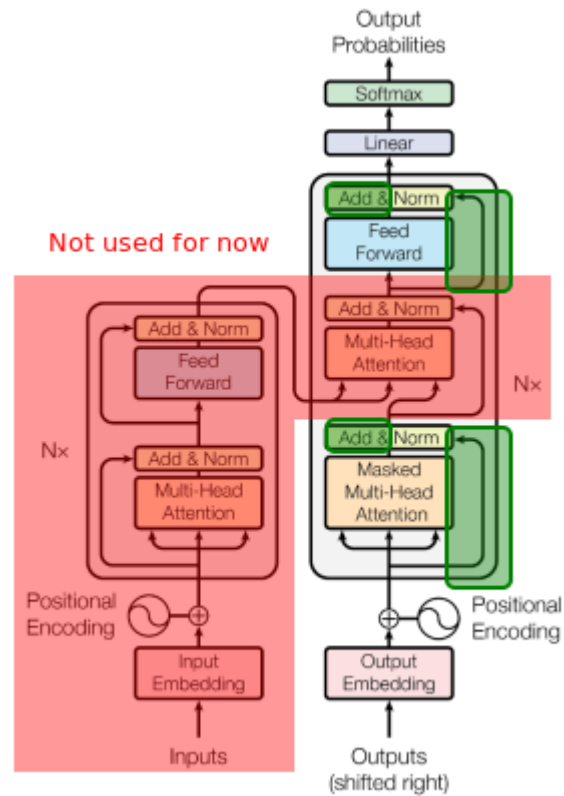 Output
Probabilities
Softmax
Linear
Add & Norm
Feed
Forward
Not used for now
Add & Norm
Multi-Head
Attention
N×
Add & Norm
Feed
Forward
N×
Add & Norm
Multi-Head
Attention
Add & Norm
Masked
Multi-Head
Attention
Positional
Encoding
Positional
Encoding
Input
Embedding
Output
Embedding
Inputs
Outputs
(shifted right)